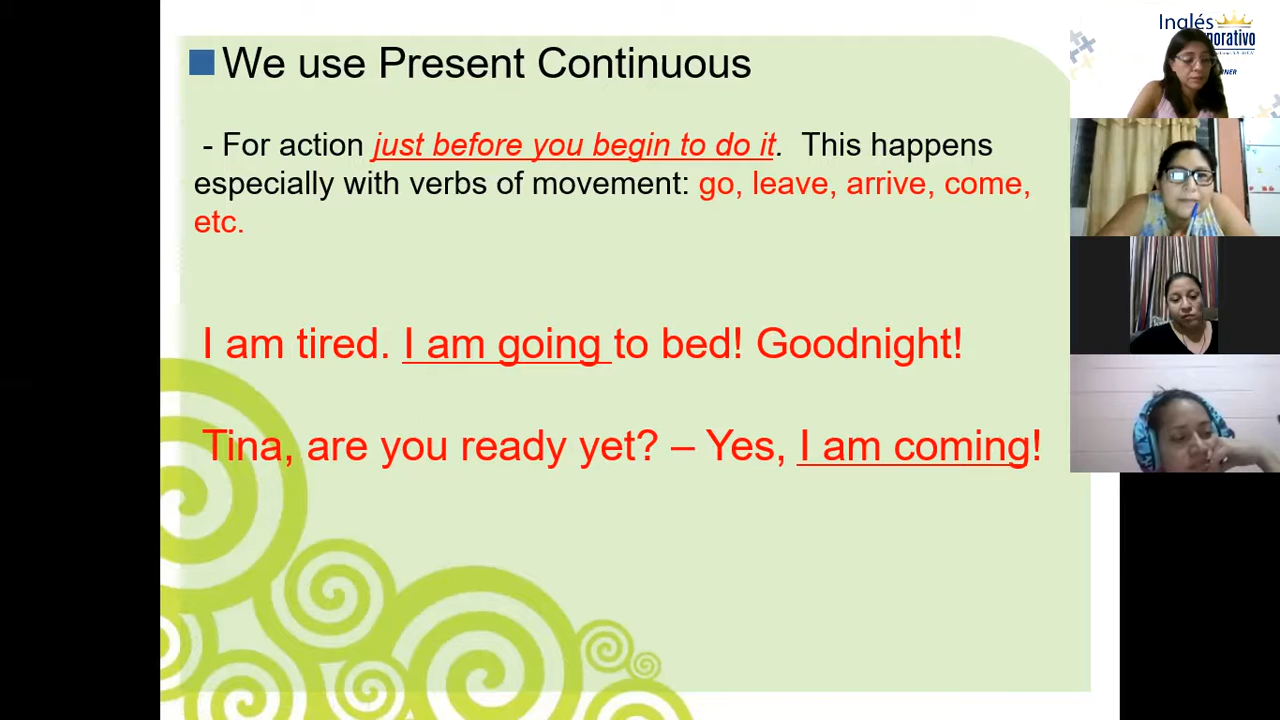 We use Present Continuous
- For action just before you begin to do it. This happens
especially with verbs of movement: go, leave, arrive, come,
etc.
I am tired. I am going to bed! Goodnight!
Tina, are you ready yet? – Yes, I am coming!
Inglés